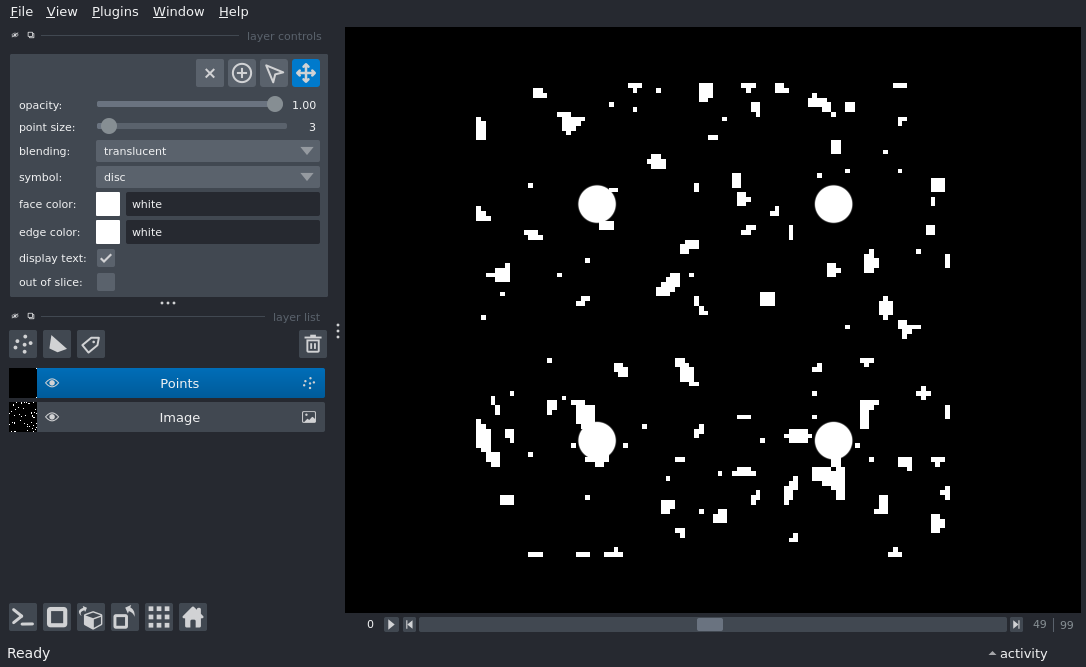 File View Plugins Window Help
layer controls
opacity: 1.00
point size: 3
blending: translucent
symbol: disc
face color: white
edge color: white
display text:
out of slice:
layer list
Points
Image
0 49 99
Ready activity